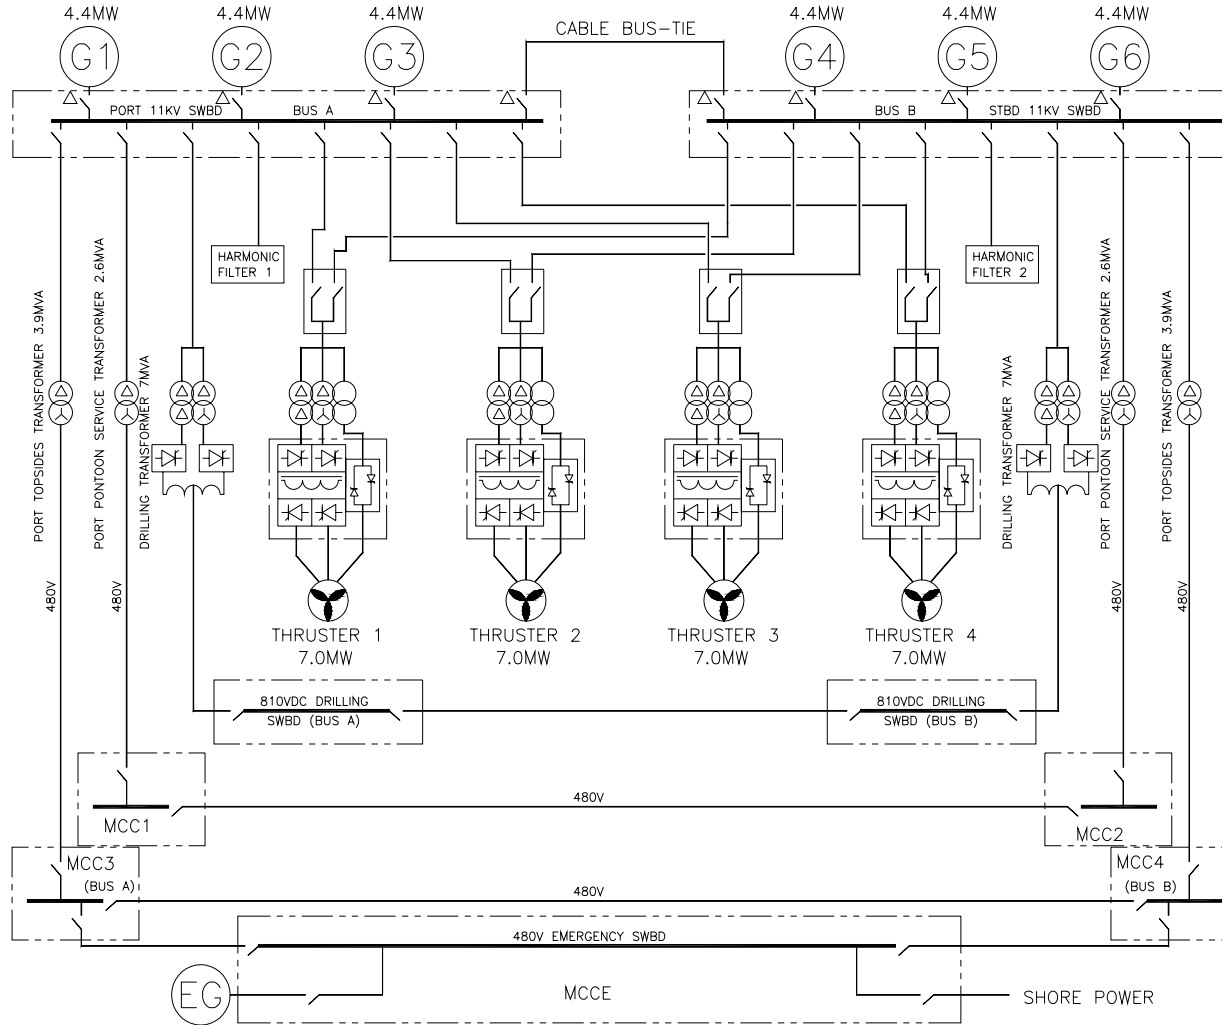 4.4MW
4.4MW
4.4MW
4.4MW
4.4MW
4.4MW
G1
G2
G3
CABLE BUS-TIE
G4
G5
G6
PORT 11KV SWBD
BUS A
BUS B
STBD 11KV SWBD
HARMONIC
FILTER 1
HARMONIC
FILTER 2
PORT TOPSIDES TRANSFORMER 3.9MVA
PORT PONTOON SERVICE TRANSFORMER 2.6MVA
DRILLING TRANSFORMER 7MVA
DRILLING TRANSFORMER 7MVA
PORT PONTOON SERVICE TRANSFORMER 2.6MVA
PORT TOPSIDES TRANSFORMER 3.9MVA
480V
480V
480V
480V
THRUSTER 1
7.0MW
THRUSTER 2
7.0MW
THRUSTER 3
7.0MW
THRUSTER 4
7.0MW
810VDC DRILLING
SWBD (BUS A)
810VDC DRILLING
SWBD (BUS B)
480V
MCC1
MCC2
MCC3
(BUS A)
480V
MCC4
(BUS B)
480V EMERGENCY SWBD
EG
MCCE
SHORE POWER